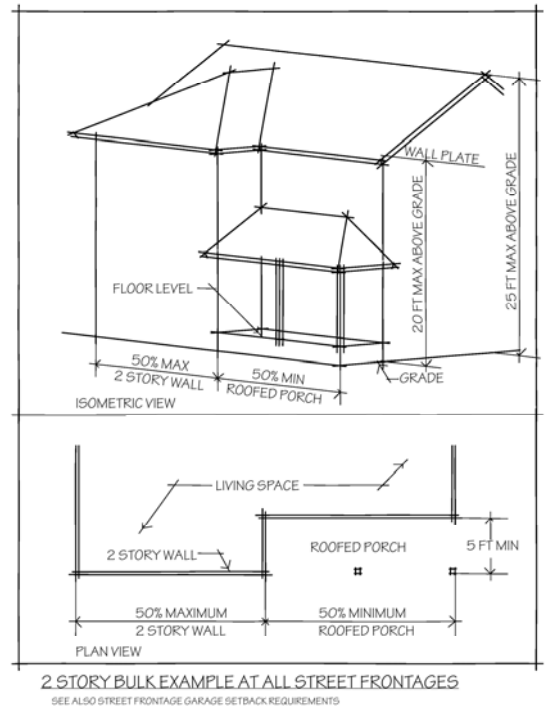 WALL PLATE
20 FT MAX ABOVE GRADE
25 FT MAX ABOVE GRADE
FLOOR LEVEL
50% MAX
2 STORY WALL
50% MIN
ROOFED PORCH
GRADE
ISOMETRIC VIEW
LIVING SPACE
2 STORY WALL
ROOFED PORCH
5 FT MIN
50% MAXIMUM
2 STORY WALL
50% MINIMUM
ROOFED PORCH
PLAN VIEW
2 STORY BULK EXAMPLE AT ALL STREET FRONTAGES
SEE ALSO STREET FRONTAGE GARAGE SETBACK REQUIREMENTS